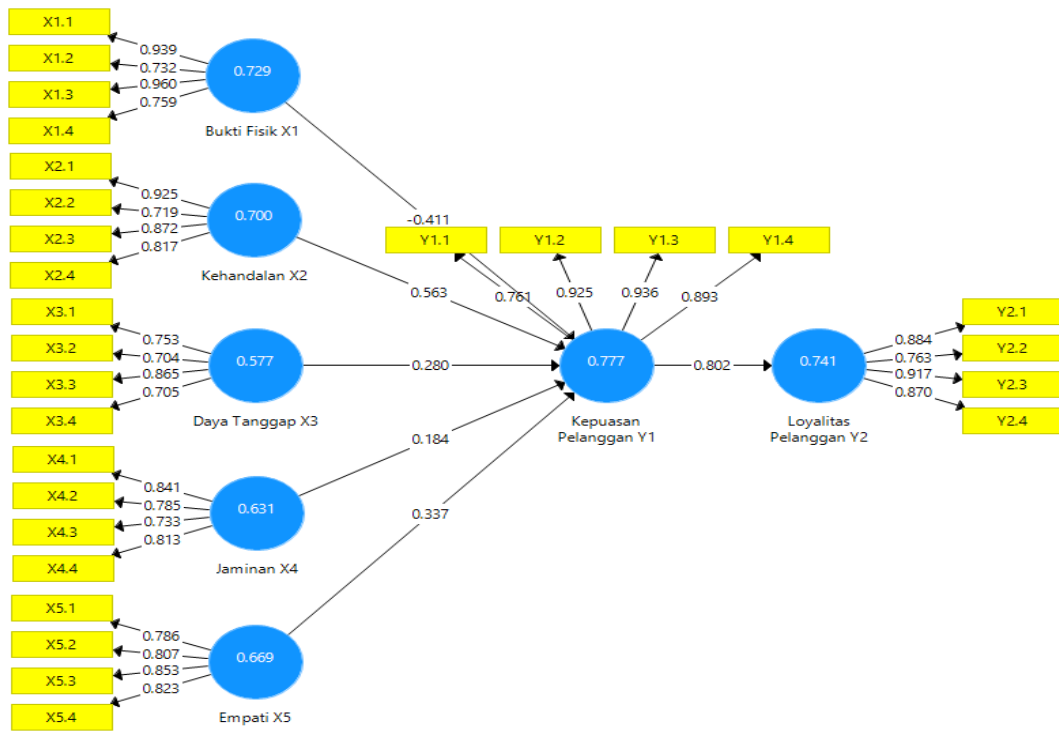 X1.1
X1.2
X1.3
X1.4
0.939
0.732
0.960
0.759
0.729
Bukti Fisik X1
X2.1
X2.2
X2.3
X2.4
0.925
0.719
0.872
0.817
0.700
Kehandalan X2
X3.1
X3.2
X3.3
X3.4
0.753
0.704
0.865
0.705
0.577
Daya Tanggap X3
X4.1
X4.2
X4.3
X4.4
0.841
0.785
0.733
0.813
0.631
Jaminan X4
X5.1
X5.2
X5.3
X5.4
0.786
0.807
0.853
0.823
0.669
Empati X5
-0.411
0.563
0.280
0.184
0.337
Y1.1
Y1.2
Y1.3
Y1.4
0.761
0.925
0.936
0.893
0.777
Kepuasan
Pelanggan Y1
0.802
0.741
Loyalitas
Pelanggan Y2
0.884
0.763
0.917
0.870
Y2.1
Y2.2
Y2.3
Y2.4